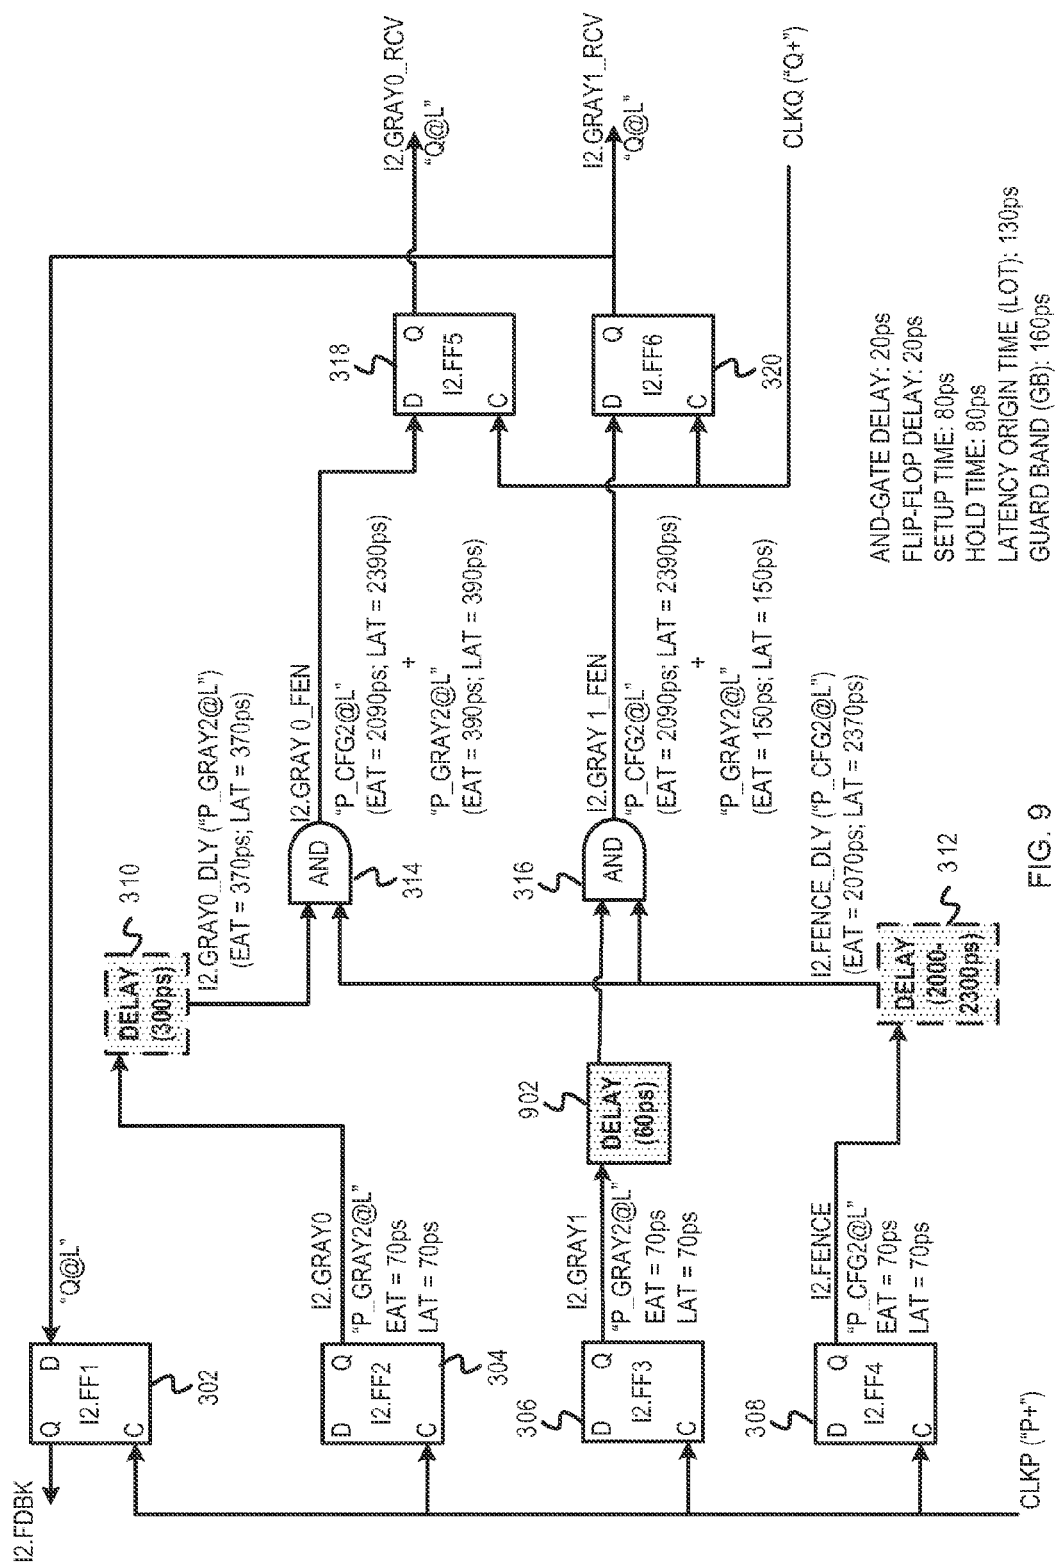 I2.FDBK
"Q@L"
Q
D
I2.FF1
C
302
DELAY
(300ps)
310
I2.GRAY0_DLY ("P_GRAY2@L")
(EAT = 370ps; LAT = 370ps)
I2.GRAY0_RCV
"Q@L"
D
Q
I2.FF2
C
304
I2.GRAY0
"P_GRAY2@L"
EAT = 70ps
LAT = 70ps
AND
314
I2.GRAY 0_FEN
"P_CFG2@L"
(EAT = 2090ps; LAT = 2390ps)
+
"P_GRAY2@L"
(EAT = 390ps; LAT = 390ps)
318
D
Q
I2.FF5
C
306
D
Q
I2.FF3
C
I2.GRAY1
"P_GRAY2@L"
EAT = 70ps
LAT = 70ps
902
DELAY
(60ps)
316
AND
I2.GRAY 1_FEN
"P_CFG2@L"
(EAT = 2090ps; LAT = 2390ps)
+
"P_GRAY2@L"
(EAT = 150ps; LAT = 150ps)
D
Q
I2.FF6
C
320
I2.GRAY1_RCV
"Q@L"
308
D
Q
I2.FF4
C
I2.FENCE
"P_CFG2@L"
EAT = 70ps
LAT = 70ps
I2.FENCE_DLY ("P_CFG2@L")
(EAT = 2070ps; LAT = 2370ps)
DELAY
(2000-
2300ps)
312
CLKQ ("Q+")
CLKP ("P+")
AND-GATE DELAY: 20ps
FLIP-FLOP DELAY: 20ps
SETUP TIME: 80ps
HOLD TIME: 80ps
LATENCY ORIGIN TIME (LOT): 130ps
GUARD BAND (GB): 160ps
FIG. 9